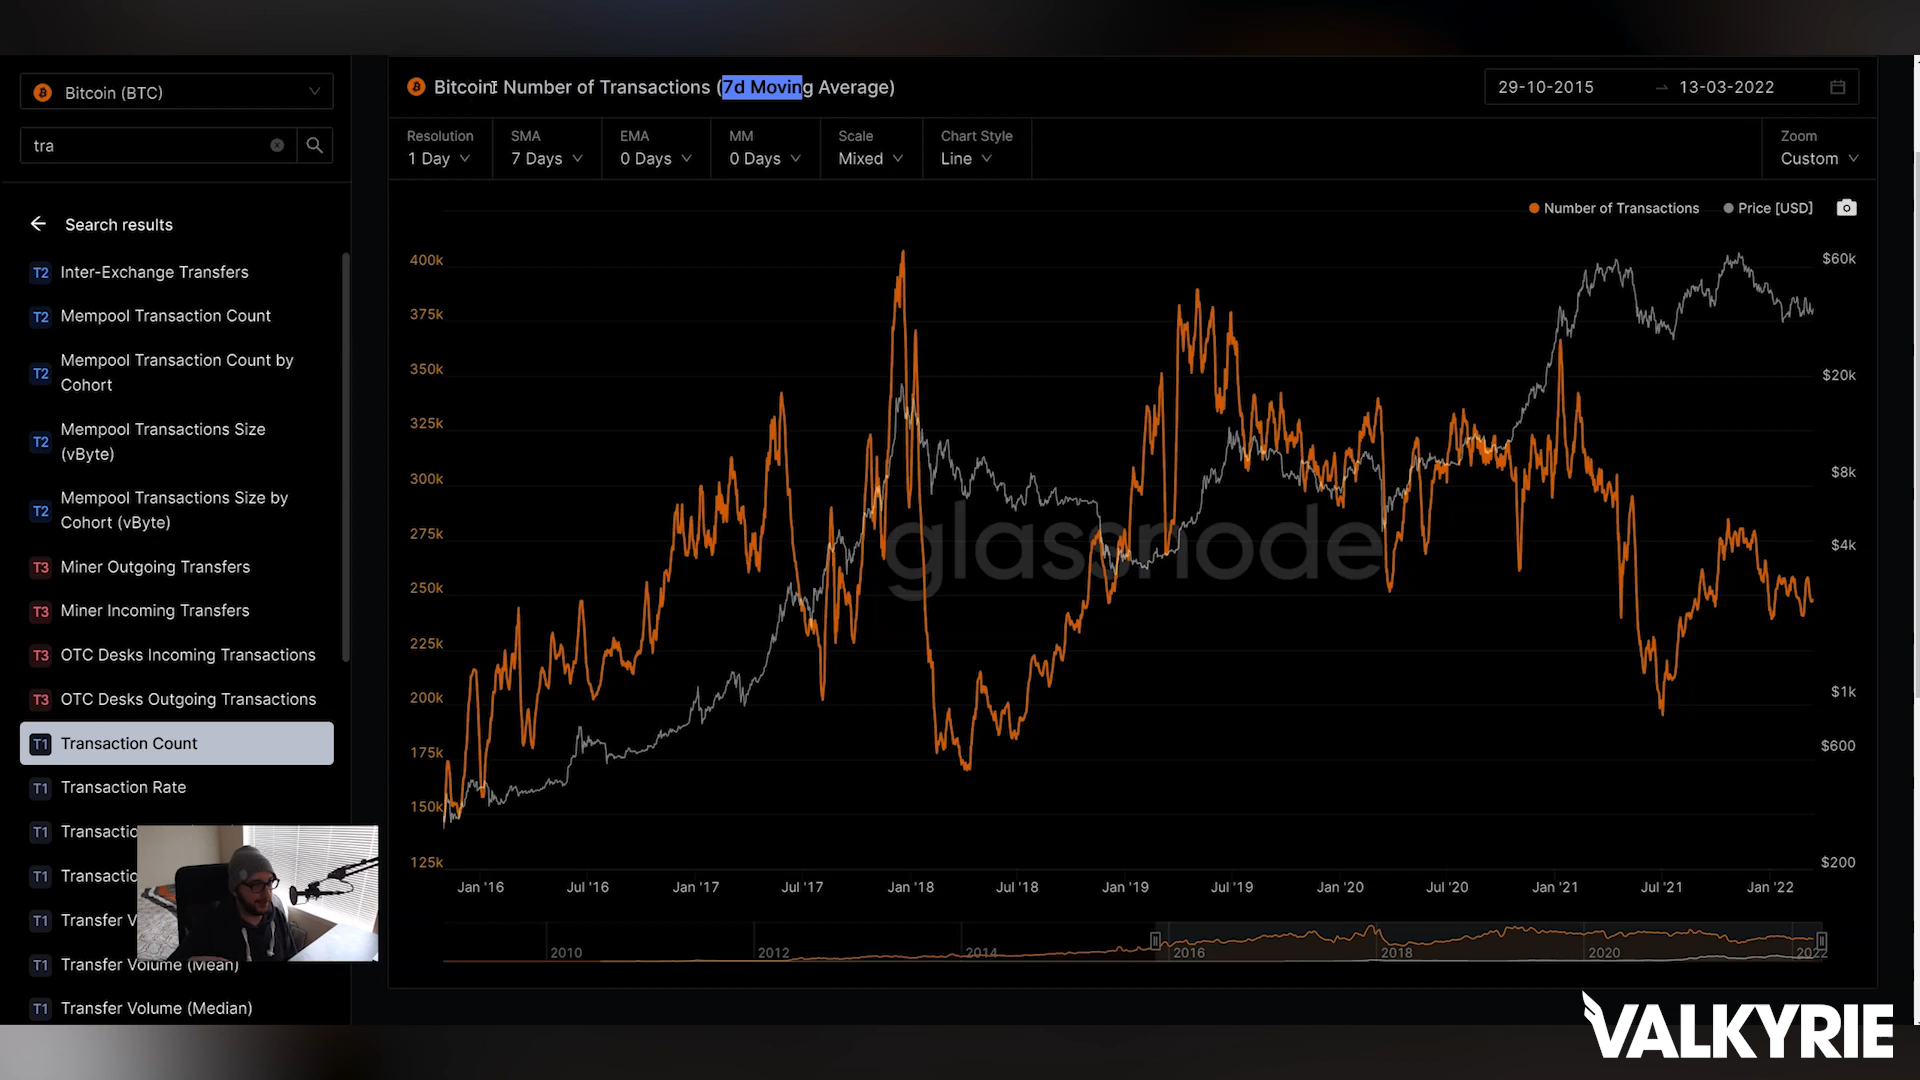 Bitcoin (BTC)
tra
Search results
T2 Inter-Exchange Transfers
T2 Mempool Transaction Count
T2 Mempool Transaction Count by
Cohort
T2 Mempool Transactions Size
(vByte)
T2 Mempool Transactions Size by
Cohort (vByte)
T3 Miner Outgoing Transfers
T3 Miner Incoming Transfers
T3 OTC Desks Incoming Transactions
T3 OTC Desks Outgoing Transactions
T1 Transaction Count
T1 Transaction Rate
T1 Transactio
T1 Transactio
T1 Transfer V
T1 Transfer Volume (Mean)
T1 Transfer Volume (Median)
Bitcoin Number of Transactions (7d Moving Average)
29-10-2015 → 13-03-2022
Resolution SMA EMA MM Scale Chart Style Zoom
1 Day 7 Days 0 Days 0 Days Mixed Line Custom
Number of Transactions Price [USD]
400k
375k
350k
325k
300k
275k
250k
225k
200k
175k
150k
125k
$60k
$20k
$8k
$4k
$1k
$600
$200
glassnode
Jan '16 Jul '16 Jan '17 Jul '17 Jan '18 Jul '18 Jan '19 Jul '19 Jan '20 Jul '20 Jan '21 Jul '21 Jan '22
2010 2012 2014 2016 2018 2020 2022
VALKYRIE